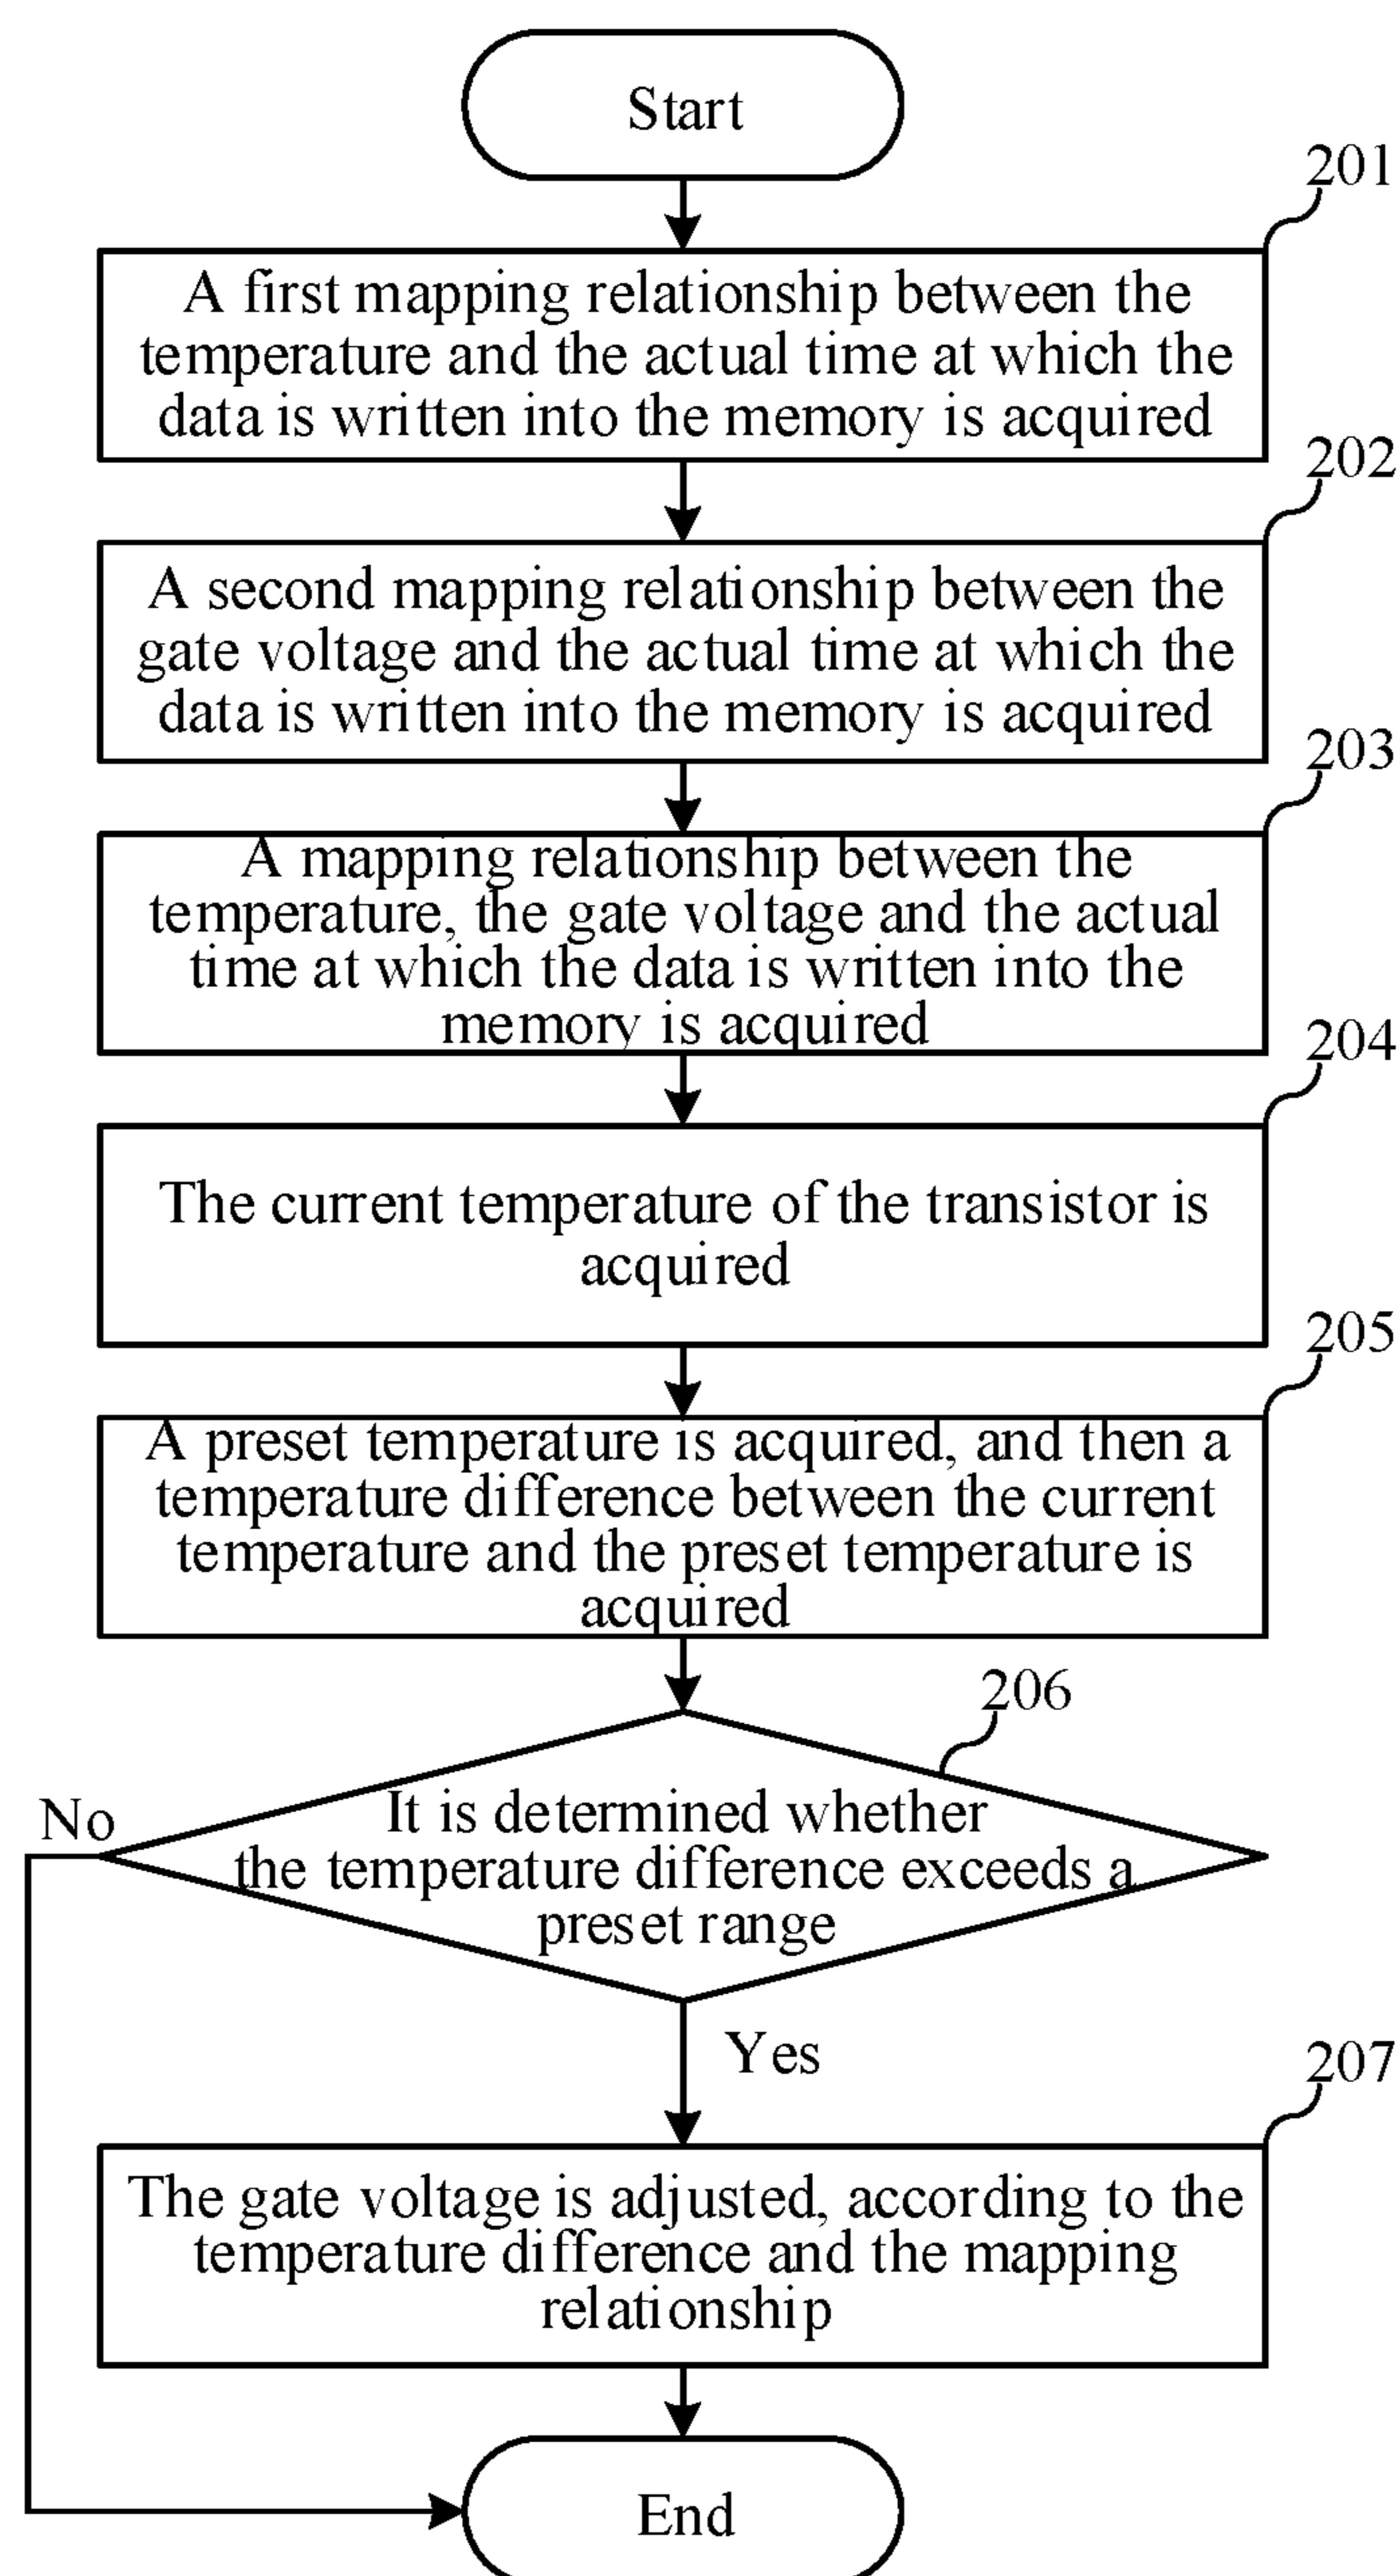 Start
201
A first mapping relationship between the
temperature and the actual time at which the
data is written into the memory is acquired
202
A second mapping relationship between the
gate voltage and the actual time at which the
data is written into the memory is acquired
203
A mapping relationship between the
temperature, the gate voltage and the actual
time at which the data is written into the
memory is acquired
204
The current temperature of the transistor is
acquired
205
A preset temperature is acquired, and then a
temperature difference between the current
temperature and the preset temperature is
acquired
206
It is determined whether
the temperature difference exceeds a
preset range
No
Yes
207
The gate voltage is adjusted, according to the
temperature difference and the mapping
relationship
End